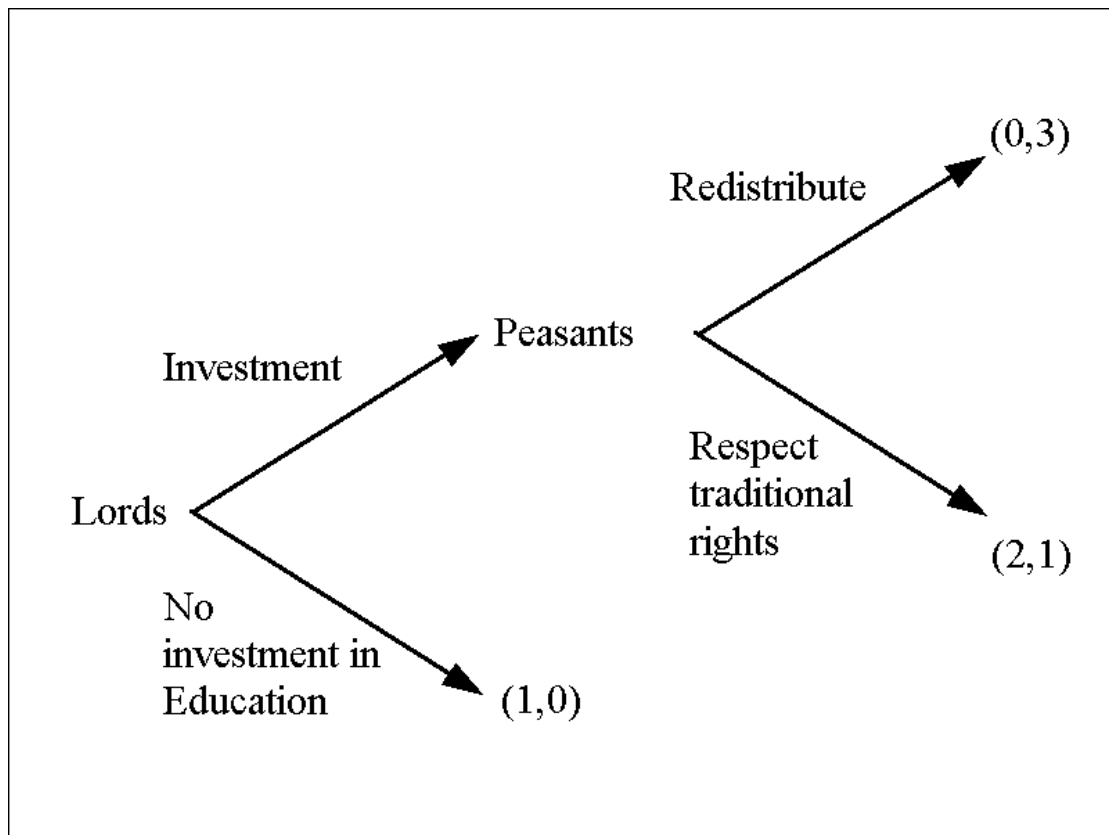 (0,3)
Redistribute
Peasants
Investment
Respect
traditional
rights
Lords
(2,1)
No
investment in
Education
(1,0)